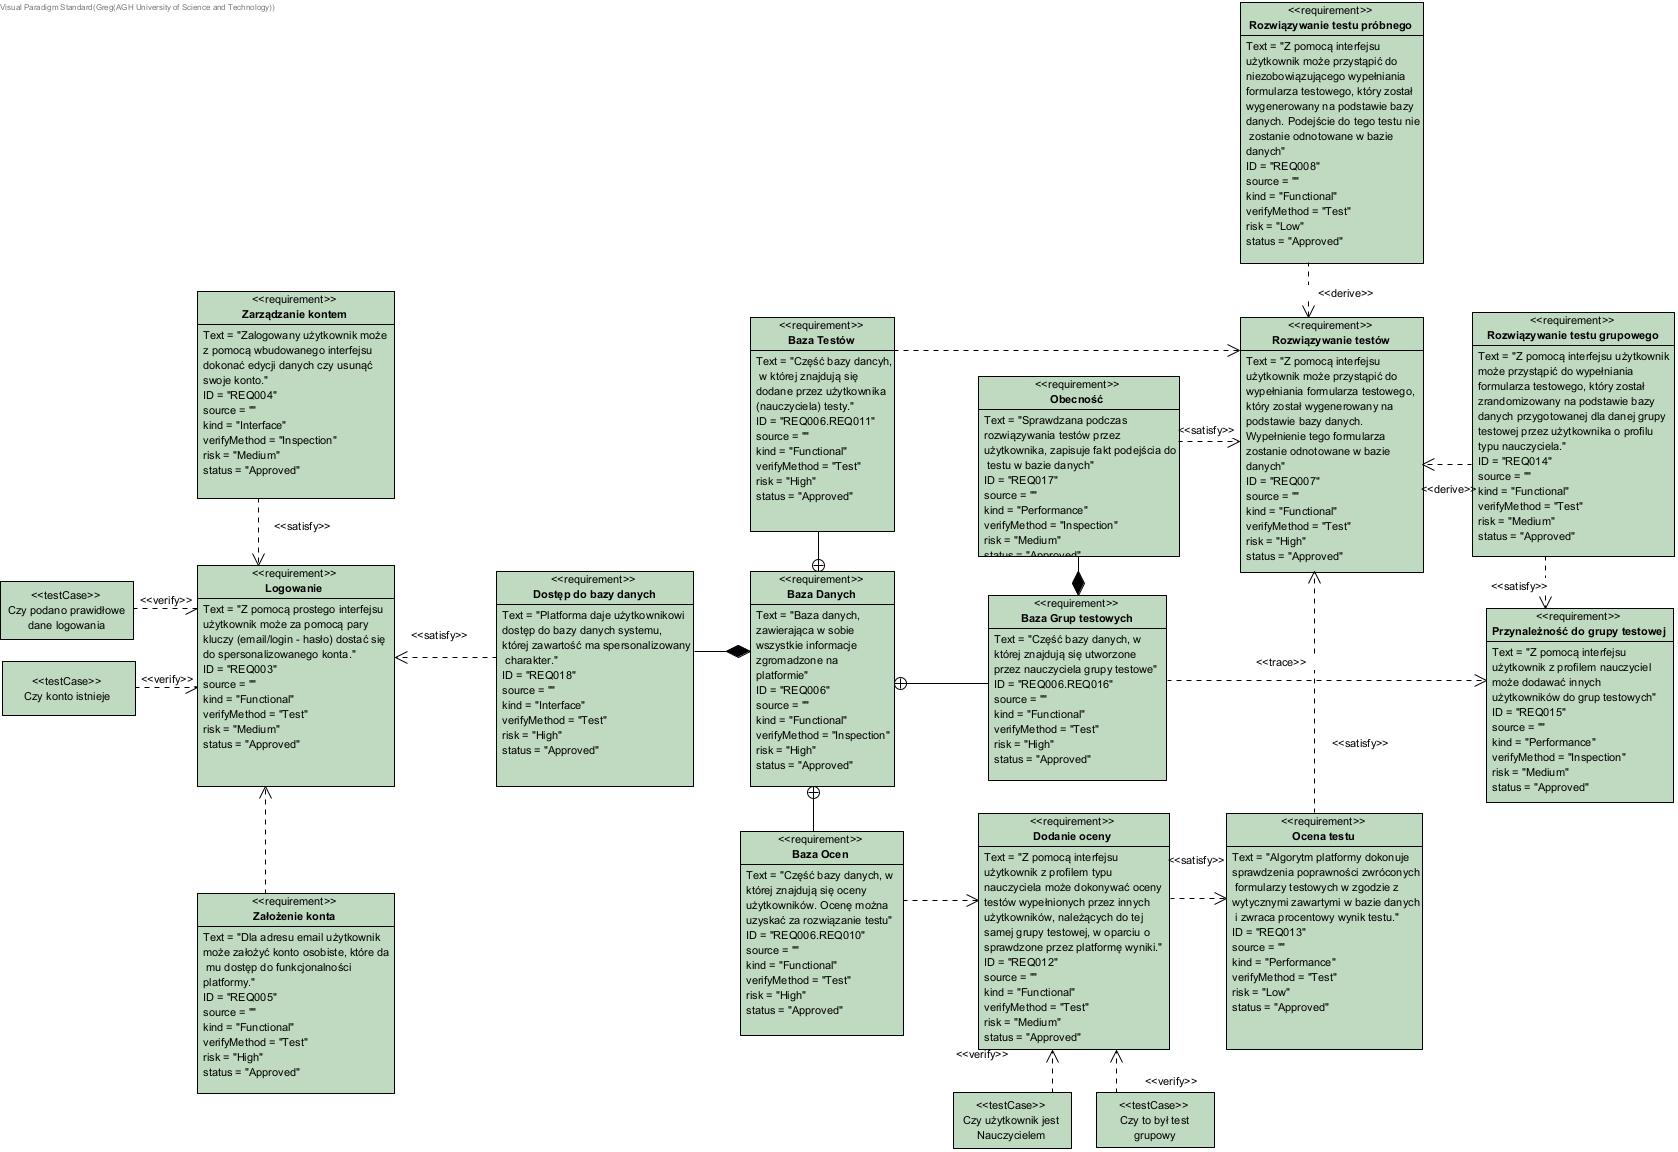 Visual Paradigm Standard(Greg(AGH University of Science and Technology))
<<requirement>>
Rozwiązywanie testu próbnego
Text = "Z pomocą interfejsu
użytkownik może przystąpić do
niezobowiązującego wypełniania
formularza testowego, który został
wygenerowany na podstawie bazy
danych. Podejście do tego testu nie
zostanie odnotowane w bazie
danych"
ID = "REQ008"
source = ""
kind = "Functional"
verifyMethod = "Test"
risk = "Low"
status = "Approved"
<<derive>>
<<requirement>>
Zarządzanie kontem
Text = "Zalogowany użytkownik może
z pomocą wbudowanego interfejsu
dokonać edycji danych czy usunąć
swoje konto."
ID = "REQ004"
source = ""
kind = "Interface"
verifyMethod = "Inspection"
risk = "Medium"
status = "Approved"
<<satisfy>>
<<requirement>>
Baza Testów
Text = "Część bazy dancyh,
w której znajdują się
dodane przez użytkownika
(nauczyciela) testy."
ID = "REQ006.REQ011"
source = ""
kind = "Functional"
verifyMethod = "Test"
risk = "High"
status = "Approved"
<<requirement>>
Obecność
Text = "Sprawdzana podczas
rozwiązywania testów przez
użytkownika, zapisuje fakt podejścia do
testu w bazie danych"
ID = "REQ017"
source = ""
kind = "Performance"
verifyMethod = "Inspection"
risk = "Medium"
status = "Approved"
<<satisfy>>
<<requirement>>
Rozwiązywanie testów
Text = "Z pomocą interfejsu
użytkownik może przystąpić do
wypełniania formularza testowego,
który został wygenerowany na
podstawie bazy danych.
Wypełnienie tego formularza
zostanie odnotowane w bazie
danych"
ID = "REQ007"
source = ""
kind = "Functional"
verifyMethod = "Test"
risk = "High"
status = "Approved"
<<derive>>
<<requirement>>
Rozwiązywanie testu grupowego
Text = "Z pomocą interfejsu użytkownik
może przystąpić do wypełniania
formularza testowego, który został
zrandomizowany na podstawie bazy
danych przygotowanej dla danej grupy
testowej przez użytkownika o profilu
typu nauczyciela."
ID = "REQ014"
source = ""
kind = "Functional"
verifyMethod = "Test"
risk = "Medium"
status = "Approved"
<<satisfy>>
<<testCase>>
Czy podano prawidłowe
dane logowania
<<verify>>
<<testCase>>
Czy konto istnieje
<<verify>>
<<requirement>>
Logowanie
Text = "Z pomocą prostego interfejsu
użytkownik może za pomocą pary
kluczy (email/login - hasło) dostać się
do spersonalizowanego konta."
ID = "REQ003"
source = ""
kind = "Functional"
verifyMethod = "Test"
risk = "Medium"
status = "Approved"
<<satisfy>>
<<requirement>>
Dostęp do bazy danych
Text = "Platforma daje użytkownikowi
dostęp do bazy danych systemu,
której zawartość ma spersonalizowany
charakter."
ID = "REQ018"
source = ""
kind = "Interface"
verifyMethod = "Test"
risk = "High"
status = "Approved"
<<requirement>>
Baza Danych
Text = "Baza danych,
zawierająca w sobie
wszystkie informacje
zgromadzone na
platformie"
ID = "REQ006"
source = ""
kind = "Functional"
verifyMethod = "Inspection"
risk = "High"
status = "Approved"
<<requirement>>
Baza Grup testowych
Text = "Część bazy danych, w
której znajdują się utworzone
przez nauczyciela grupy testowe"
ID = "REQ006.REQ016"
source = ""
kind = "Functional"
verifyMethod = "Test"
risk = "High"
status = "Approved"
<<trace>>
<<satisfy>>
<<requirement>>
Przynależność do grupy testowej
Text = "Z pomocą interfejsu
użytkownik z profilem nauczyciel
może dodawać innych
użytkowników do grup testowych"
ID = "REQ015"
source = ""
kind = "Performance"
verifyMethod = "Inspection"
risk = "Medium"
status = "Approved"
<<requirement>>
Założenie konta
Text = "Dla adresu email użytkownik
może założyć konto osobiste, które da
mu dostęp do funkcjonalności
platformy."
ID = "REQ005"
source = ""
kind = "Functional"
verifyMethod = "Test"
risk = "High"
status = "Approved"
<<requirement>>
Baza Ocen
Text = "Część bazy danych, w
której znajdują się oceny
użytkowników. Ocenę można
uzyskać za rozwiązanie testu"
ID = "REQ006.REQ010"
source = ""
kind = "Functional"
verifyMethod = "Test"
risk = "High"
status = "Approved"
<<requirement>>
Dodanie oceny
Text = "Z pomocą interfejsu
użytkownik z profilem typu
nauczyciela może dokonywać oceny
testów wypełnionych przez innych
użytkowników, należących do tej
samej grupy testowej, w oparciu o
sprawdzone przez platformę wyniki."
ID = "REQ012"
source = ""
kind = "Functional"
verifyMethod = "Test"
risk = "Medium"
status = "Approved"
<<satisfy>>
<<requirement>>
Ocena testu
Text = "Algorytm platformy dokonuje
sprawdzenia poprawności zwróconych
formularzy testowych w zgodzie z
wytycznymi zawartymi w bazie danych
i zwraca procentowy wynik testu."
ID = "REQ013"
source = ""
kind = "Performance"
verifyMethod = "Test"
risk = "Low"
status = "Approved"
<<verify>>
<<verify>>
<<testCase>>
Czy użytkownik jest
Nauczycielem
<<testCase>>
Czy to był test
grupowy